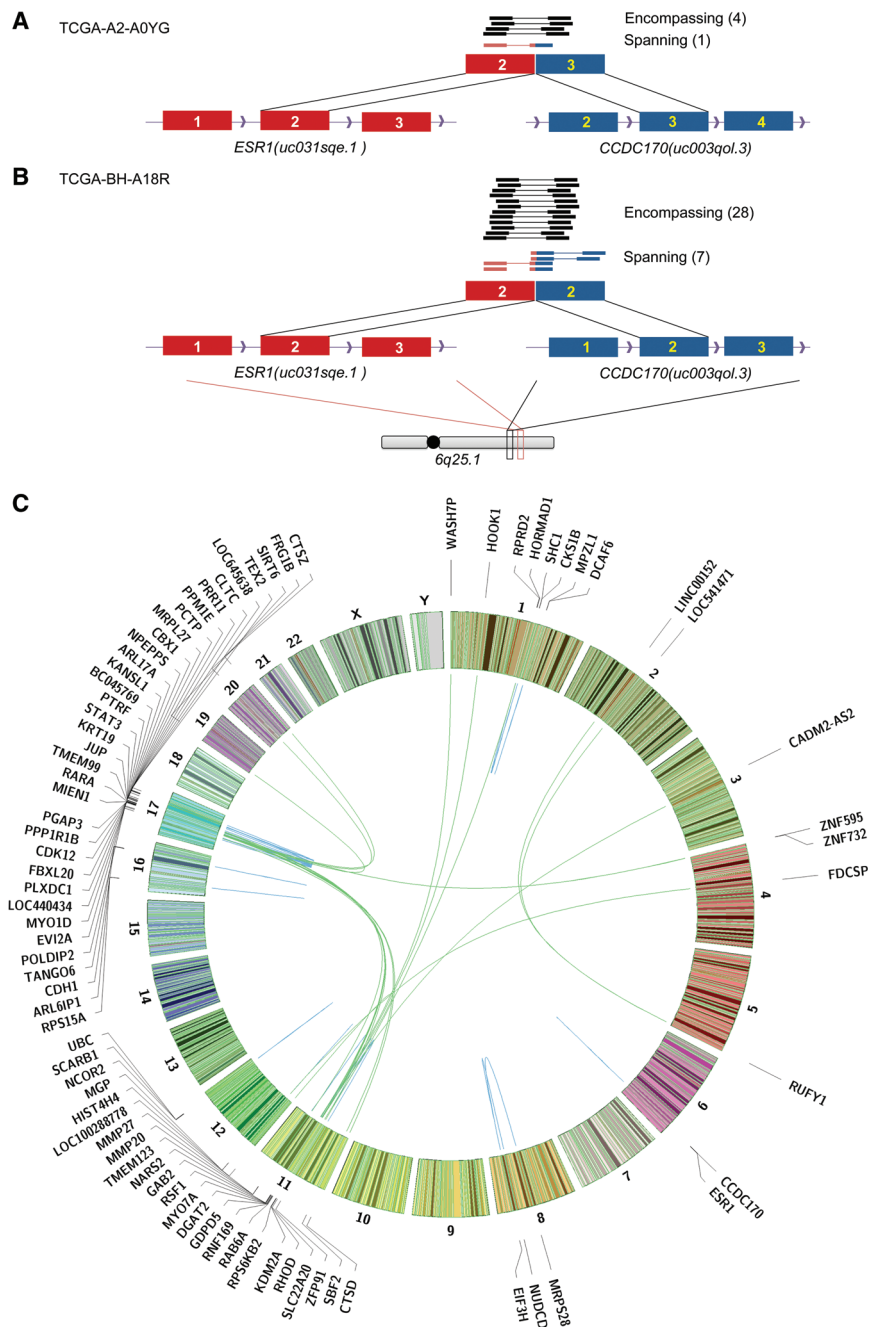 A
TCGA-A2-A0YG
Encompassing (4)
Spanning (1)
2 3
1 2 3 2 3 4
ESR1(uc031sqe.1 ) CCDC170(uc003qol.3)
B
TCGA-BH-A18R
Encompassing (28)
Spanning (7)
2 2
1 2 3 1 2 3
ESR1(uc031sqe.1 ) CCDC170(uc003qol.3)
6q25.1
C
WASH7P
HOOK1
RPRD2
HORMAD1
SHC1
CKS1B
MPZL1
DCAF6
LINC00152
LOC541471
CADM2-AS2
ZNF595
ZNF732
FDCSP
RUFY1
CCDC170
ESR1
MRPS28
NUDCD
EIF3H
CTSD
SBF2
ZFP91
SLC22A20
RHOD
KDM2A
RPS6KB2
RAB6A
RNF169
GDPD5
DGAT2
MYO7A
RSF1
GAB2
NARS2
TMEM123
MMP20
MMP27
LOC100288778
HIST4H4
MGP
NCOR2
SCARB1
UBC
RPS15A
ARL6IP1
CDH1
TANGO6
POLDIP2
EVI2A
MYO1D
LOC440434
PLXDC1
FBXL20
CDK12
PPP1R1B
PGAP3
MIEN1
RARA
TMEM99
JUP
KRT19
STAT3
PTRF
BC045769
KANSL1
ARL17A
NPEPPS
CBX1
MRPL27
PCTP
PPM1E
PRR11
CLTC
LOC645638
TEX2
SIRT6
FRG1B
CTSZ
1
2
3
4
5
6
7
8
9
10
11
12
13
14
15
16
17
18
19
20
21
22
X
Y